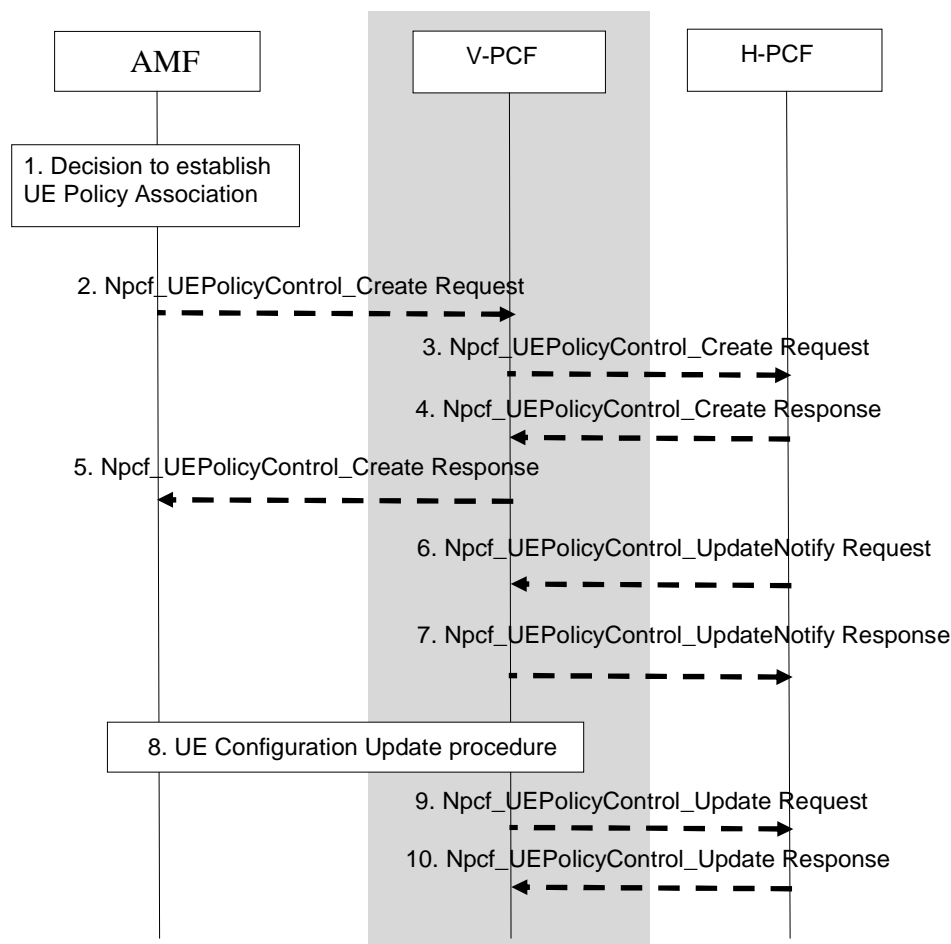 AMF
V-PCF
H-PCF
1. Decision to establish
UE Policy Association
2. Npcf_UEPolicyControl_Create Request
3. Npcf_UEPolicyControl_Create Request
4. Npcf_UEPolicyControl_Create Response
5. Npcf_UEPolicyControl_Create Response
6. Npcf_UEPolicyControl_UpdateNotify Request
7. Npcf_UEPolicyControl_UpdateNotify Response
8. UE Configuration Update procedure
9. Npcf_UEPolicyControl_Update Request
10. Npcf_UEPolicyControl_Update Response